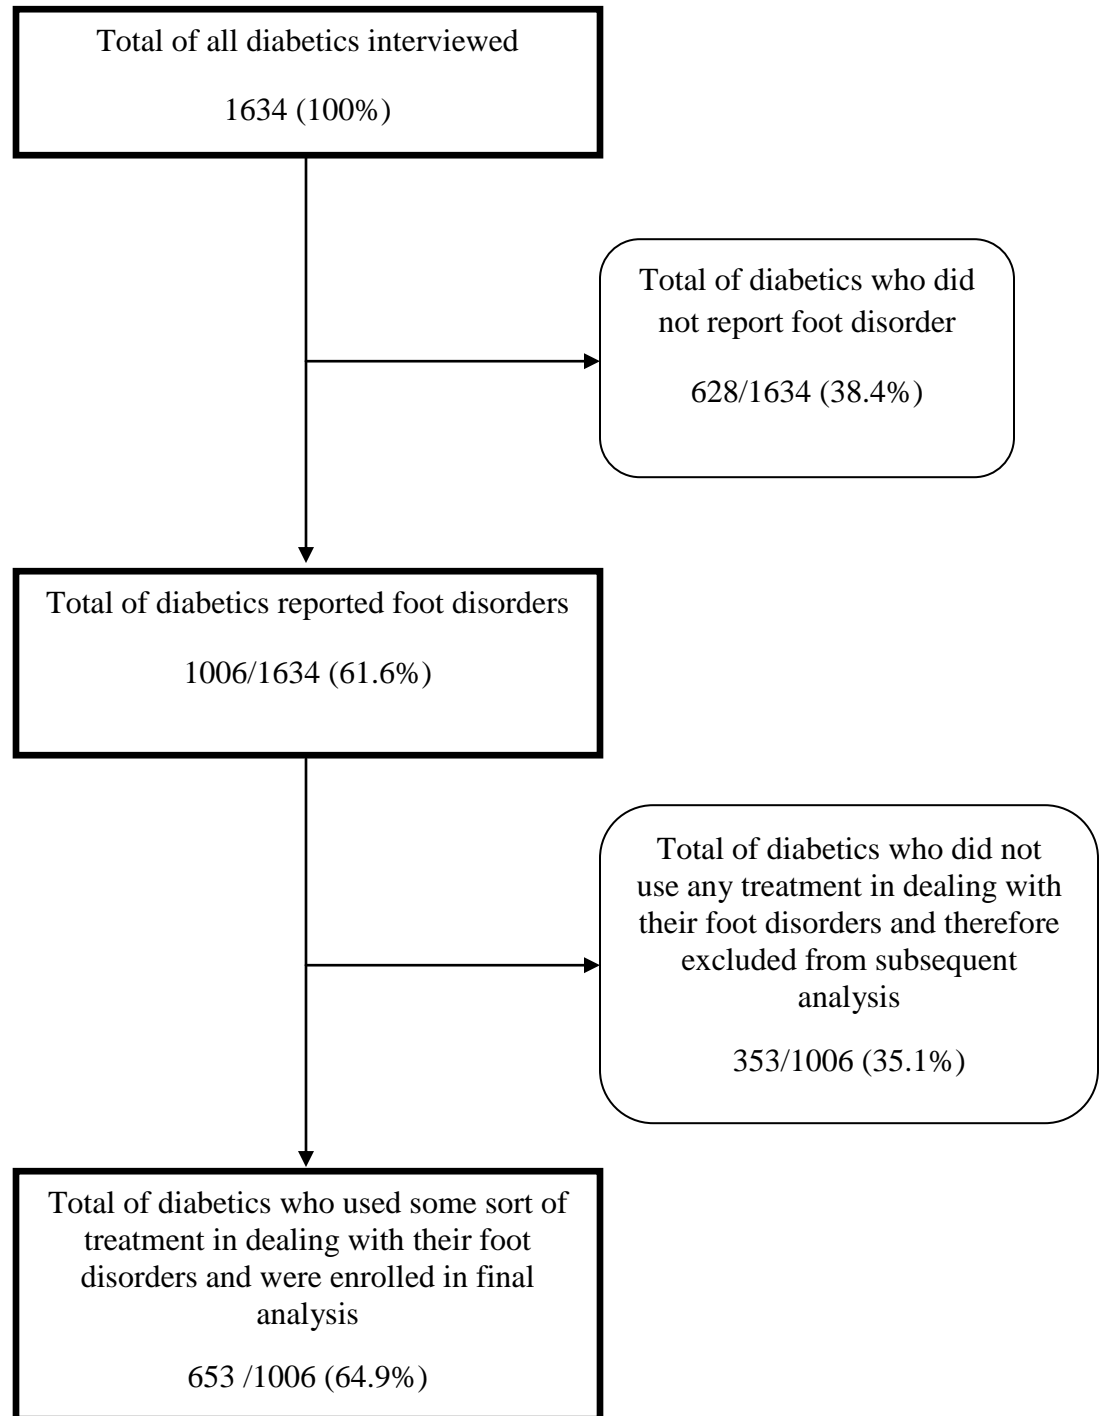 Total of all diabetics interviewed
1634 (100%)
Total of diabetics who did
not report foot disorder
628/1634 (38.4%)
Total of diabetics reported foot disorders
1006/1634 (61.6%)
Total of diabetics who did not
use any treatment in dealing with
their foot disorders and therefore
excluded from subsequent
analysis
353/1006 (35.1%)
Total of diabetics who used some sort of
treatment in dealing with their foot
disorders and were enrolled in final
analysis
653 /1006 (64.9%)